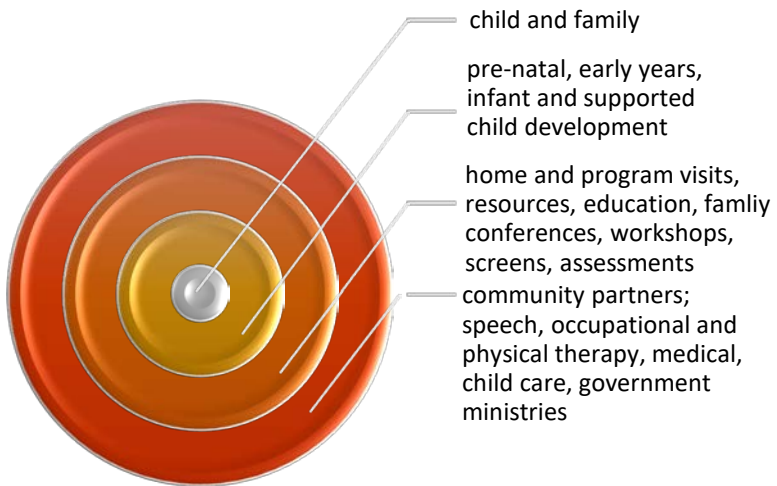 child and family
pre-natal, early years,
infant and supported
child development
home and program visits,
resources, education, famliy
conferences, workshops,
screens, assessments
community partners;
speech, occupational and
physical therapy, medical,
child care, government
ministries